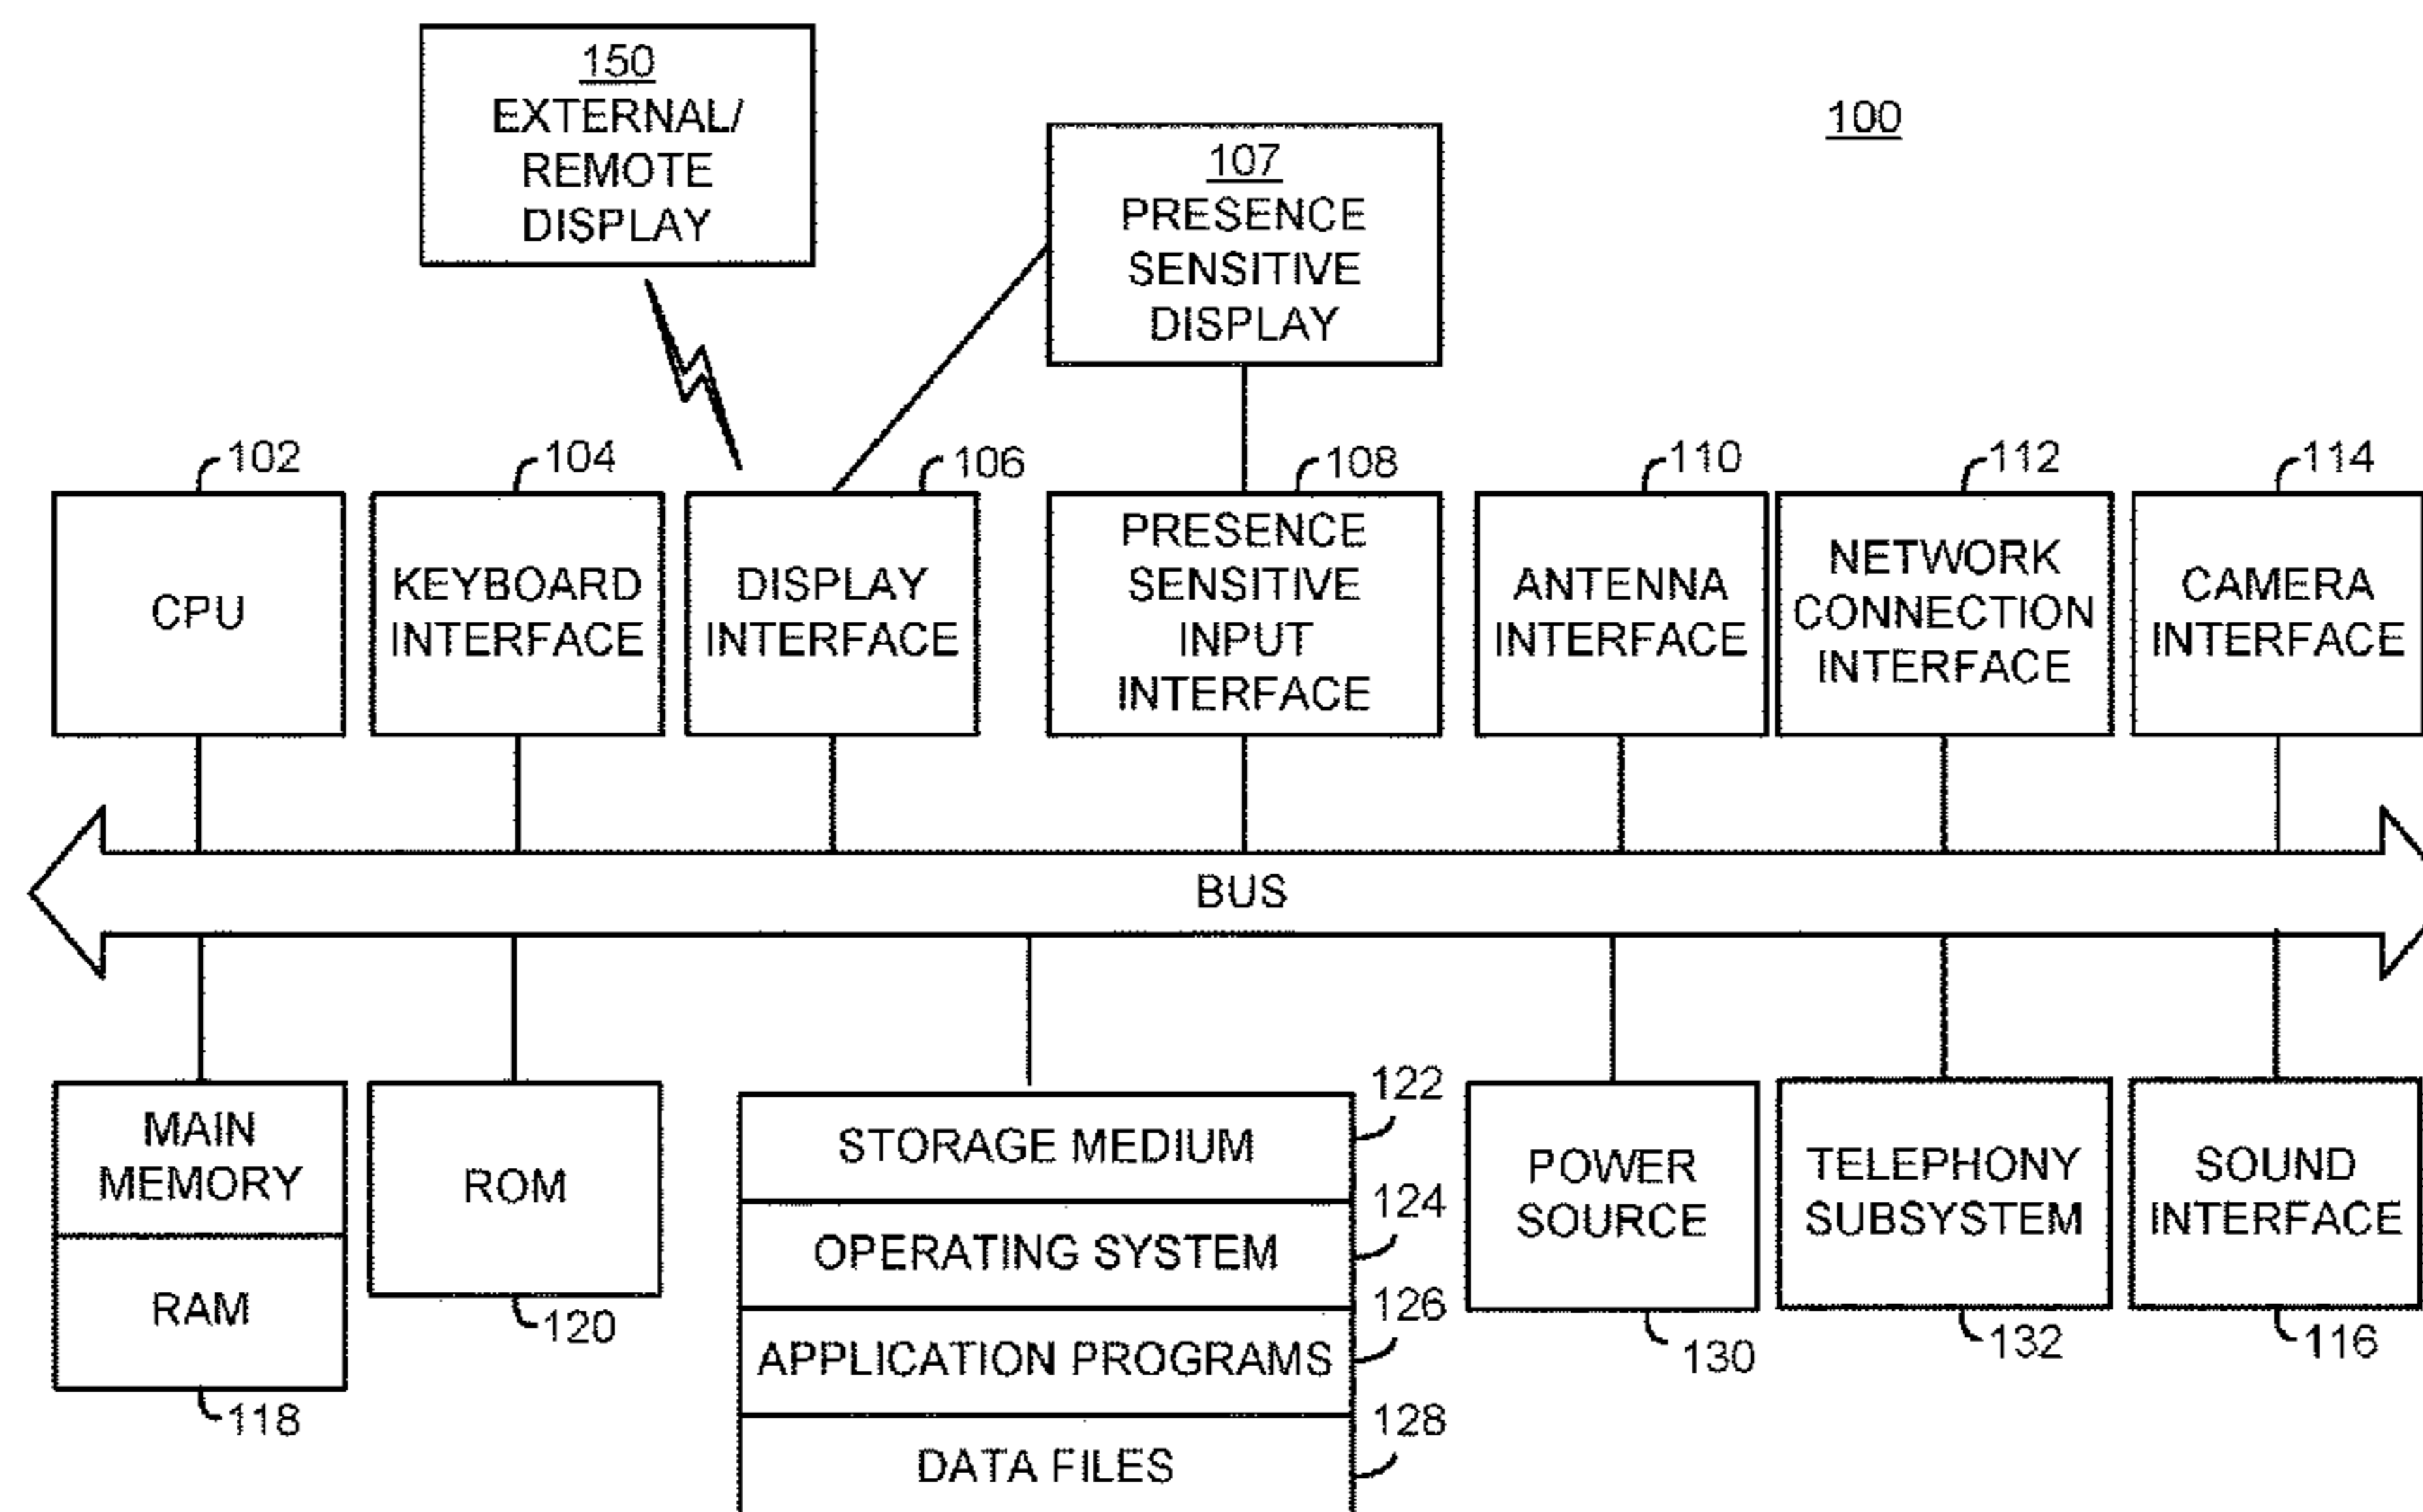 150
EXTERNAL/
REMOTE
DISPLAY
100
107
PRESENCE
SENSITIVE
DISPLAY
102
104
106
108
110
112
114
CPU
KEYBOARD
INTERFACE
DISPLAY
INTERFACE
PRESENCE
SENSITIVE
INPUT
INTERFACE
ANTENNA
INTERFACE
NETWORK
CONNECTION
INTERFACE
CAMERA
INTERFACE
BUS
MAIN
MEMORY
RAM
118
ROM
120
STORAGE MEDIUM
122
OPERATING SYSTEM
124
APPLICATION PROGRAMS
126
DATA FILES
128
POWER
SOURCE
130
TELEPHONY
SUBSYSTEM
132
SOUND
INTERFACE
116